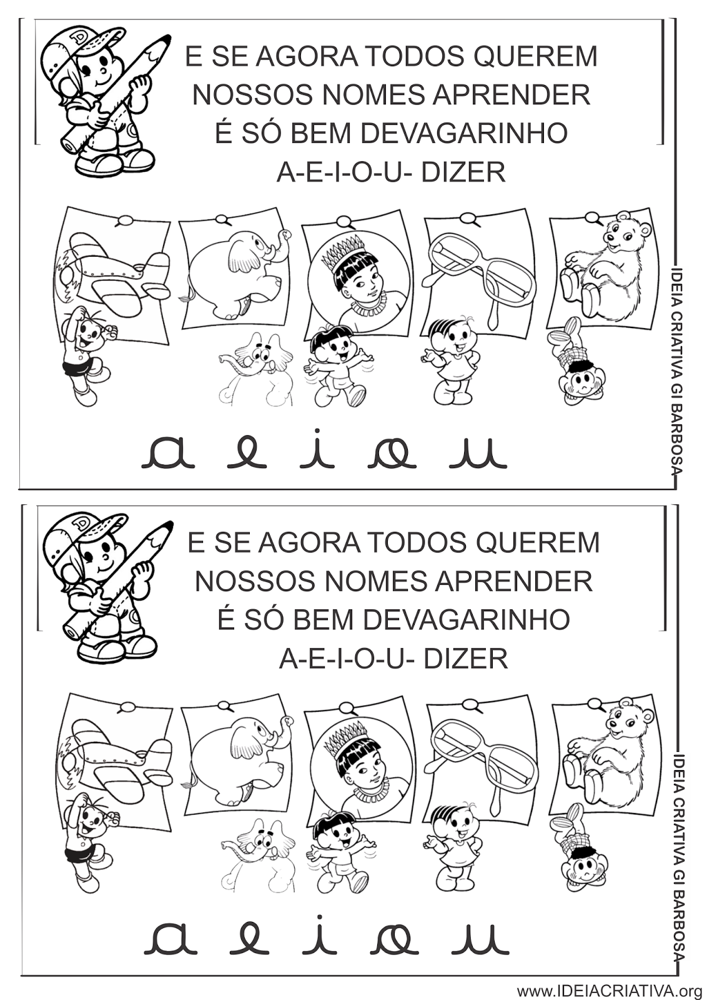 D
E SE AGORA TODOS QUEREM
NOSSOS NOMES APRENDER
É SÓ BEM DEVAGARINHO
A-E-I-O-U- DIZER
a e i o u
IDEIA CRIATIVA GI BARBOSA
D
E SE AGORA TODOS QUEREM
NOSSOS NOMES APRENDER
É SÓ BEM DEVAGARINHO
A-E-I-O-U- DIZER
a e i o u
IDEIA CRIATIVA GI BARBOSA
www.IDEIACRIATIVA.org